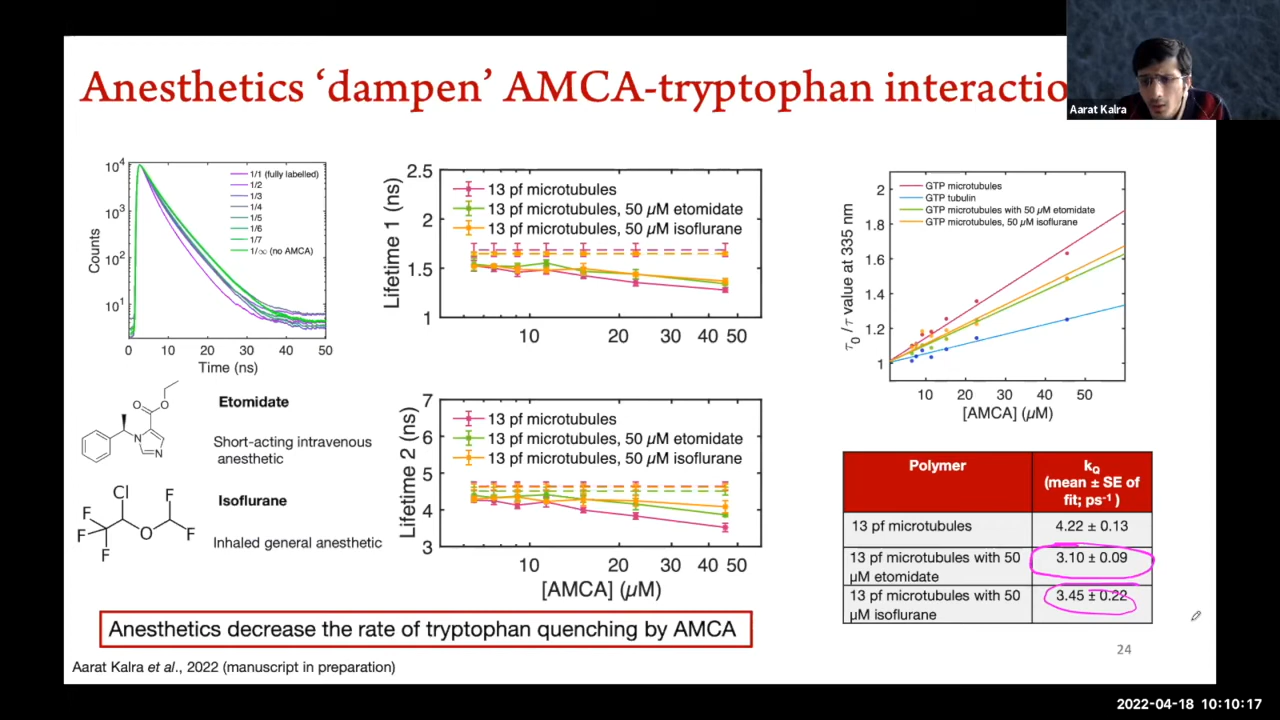 Anesthetics ‘dampen’ AMCA-tryptophan interactio
Aarat Kalra
10⁴
10³
10²
10¹
Counts
0
10
20
30
40
50
Time (ns)
1/1 (fully labelled)
1/2
1/3
1/4
1/5
1/6
1/7
1/∞ (no AMCA)
Etomidate
Short-acting intravenous
anesthetic
O
O
N
N
Isoflurane
Inhaled general anesthetic
Cl
F
F
F
F
O
F
2.5
2
1.5
1
Lifetime 1 (ns)
13 pf microtubules
13 pf microtubules, 50 µM etomidate
13 pf microtubules, 50 µM isoflurane
10
20
30
40
50
7
6
5
4
3
Lifetime 2 (ns)
13 pf microtubules
13 pf microtubules, 50 µM etomidate
13 pf microtubules, 50 µM isoflurane
10
20
30
40
50
[AMCA] (µM)
2
1.8
1.6
1.4
1.2
1
τ₀ /τ value at 335 nm
GTP microtubules
GTP tubulin
GTP microtubules with 50 µM etomidate
GTP microtubules, 50 µM isoflurane
10
20
30
40
50
[AMCA] (µM)
Polymer
kQ
(mean ± SE of
fit; ps⁻¹ )
13 pf microtubules
4.22 ± 0.13
13 pf microtubules with 50
µM etomidate
3.10 ± 0.09
13 pf microtubules with 50
µM isoflurane
3.45 ± 0.22
Anesthetics decrease the rate of tryptophan quenching by AMCA
24
Aarat Kalra et al., 2022 (manuscript in preparation)
2022-04-18 10:10:17